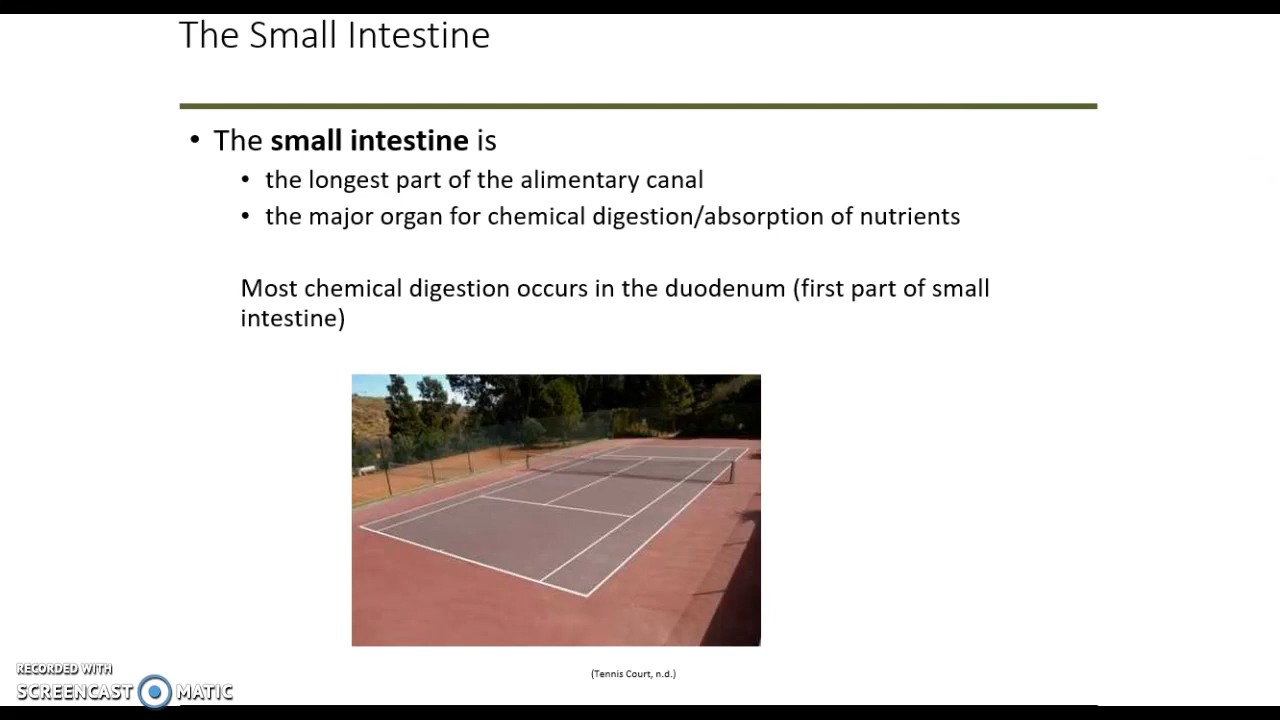 The Small Intestine
• The small intestine is
• the longest part of the alimentary canal
• the major organ for chemical digestion/absorption of nutrients
Most chemical digestion occurs in the duodenum (first part of small
intestine)
(Tennis Court, n.d.)
RECORDED WITH
SCREENCAST MATIC